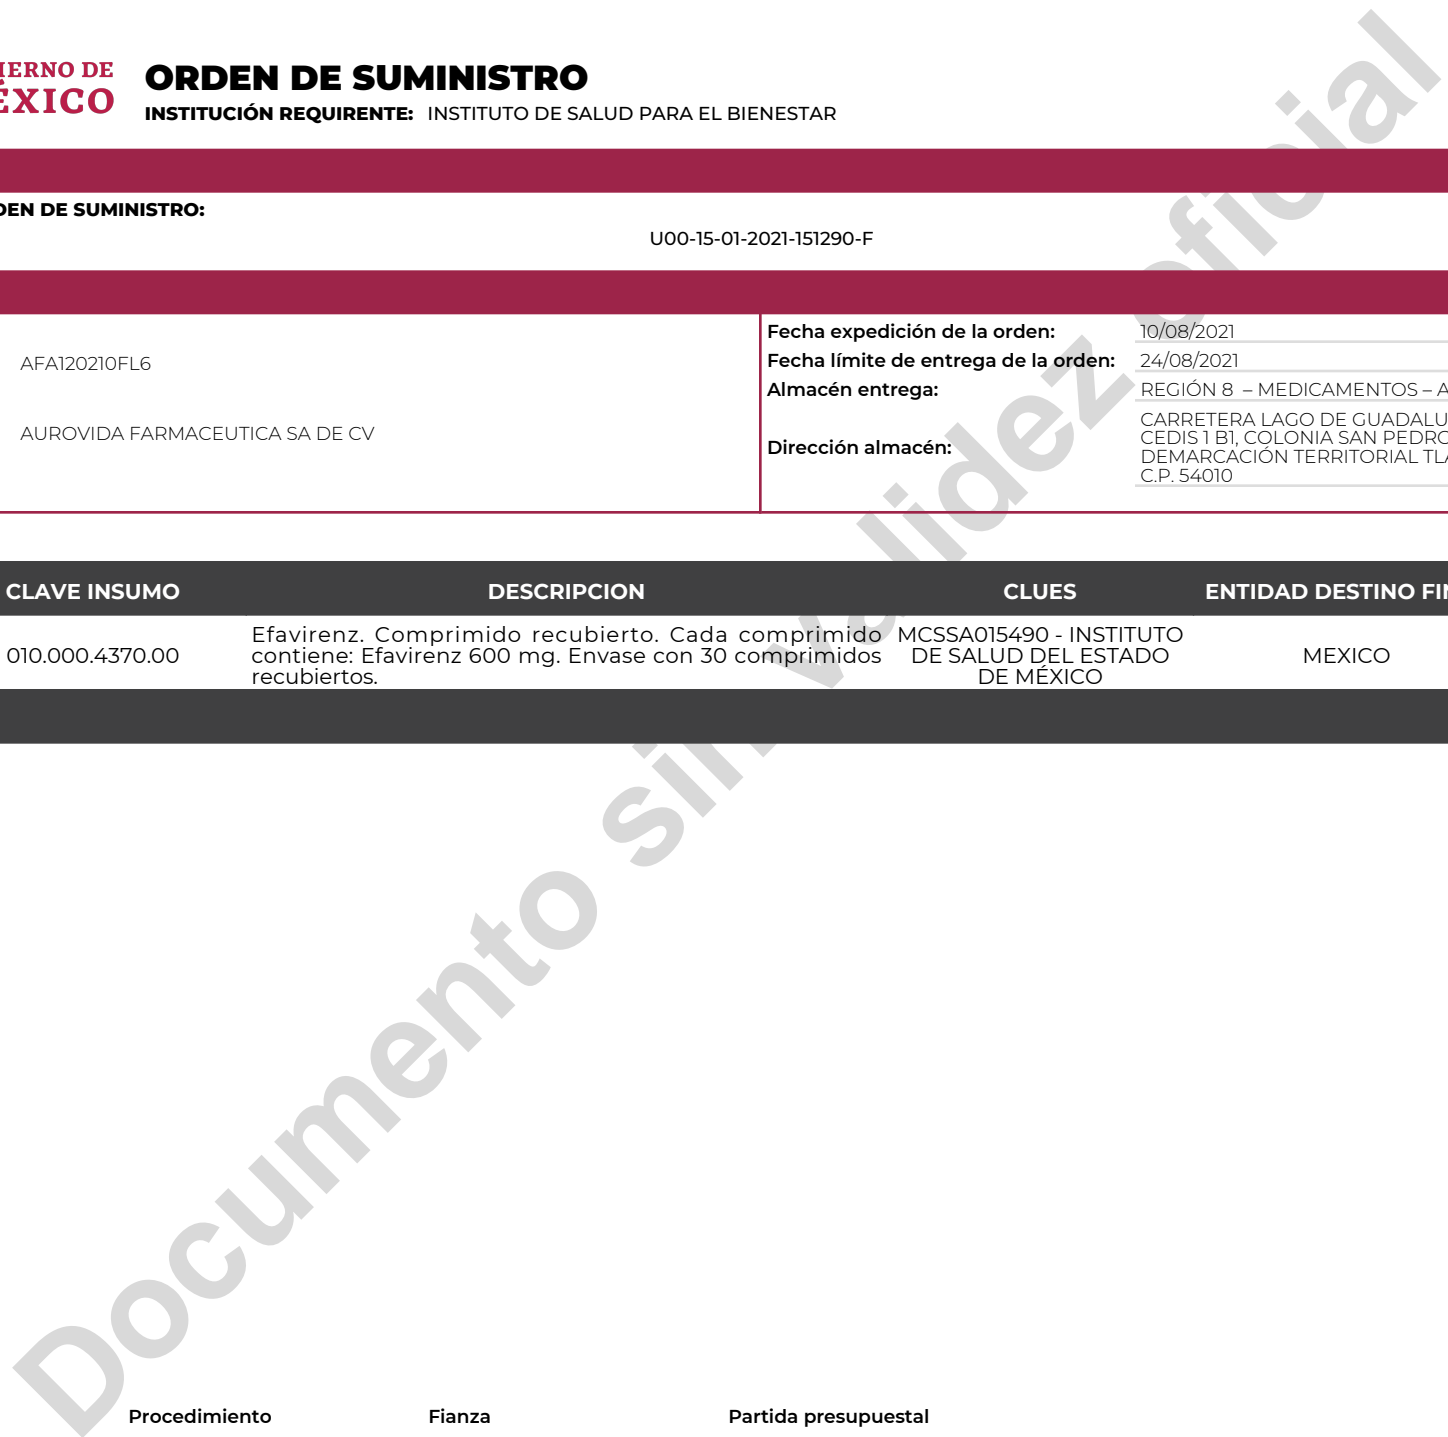 IERNO DE
ÉXICO
ORDEN DE SUMINISTRO
INSTITUCIÓN REQUIRENTE: INSTITUTO DE SALUD PARA EL BIENESTAR
DEN DE SUMINISTRO:
U00-15-01-2021-151290-F
AFA120210FL6
AUROVIDA FARMACEUTICA SA DE CV
Fecha expedición de la orden: 10/08/2021
Fecha límite de entrega de la orden: 24/08/2021
Almacén entrega: REGIÓN 8 – MEDICAMENTOS – A
Dirección almacén:
CARRETERA LAGO DE GUADALU
CEDIS 1 B1, COLONIA SAN PEDRO
DEMARCACIÓN TERRITORIAL TLA
C.P. 54010
CLAVE INSUMO DESCRIPCION CLUES ENTIDAD DESTINO FIN
010.000.4370.00
Efavirenz. Comprimido recubierto. Cada comprimido
contiene: Efavirenz 600 mg. Envase con 30 comprimidos
recubiertos.
MCSSA015490 - INSTITUTO
DE SALUD DEL ESTADO
DE MÉXICO
MEXICO
Documento sin validez oficial
Procedimiento Fianza Partida presupuestal